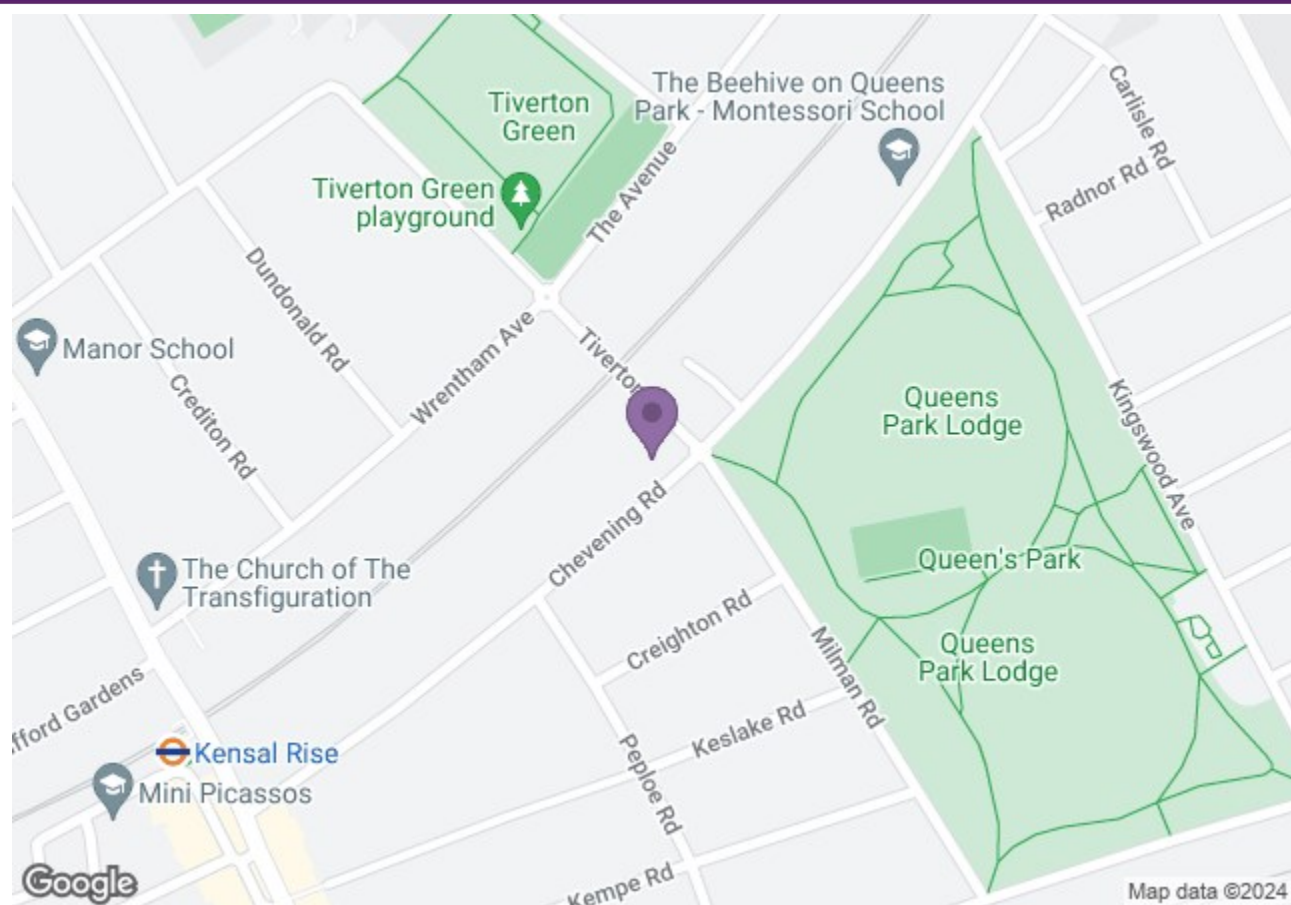 The Beehive on Queens
Park - Montessori School
Carlisle Rd
Tiverton
Green
Radnor Rd
Tiverton Green
playground
The Avenue
Dundonald Rd
Manor School
Wrentham Ave
Tiverton
Crediton Rd
Queens
Park Lodge
Kingswood Ave
Chevening Rd
The Church of The
Transfiguration
Queen's Park
Creighton Rd
Milman Rd
Queens
Park Lodge
Gardens
Keslake Rd
Kensal Rise
Peploe Rd
Mini Picassos
Kempe Rd
Google
Map data ©2024